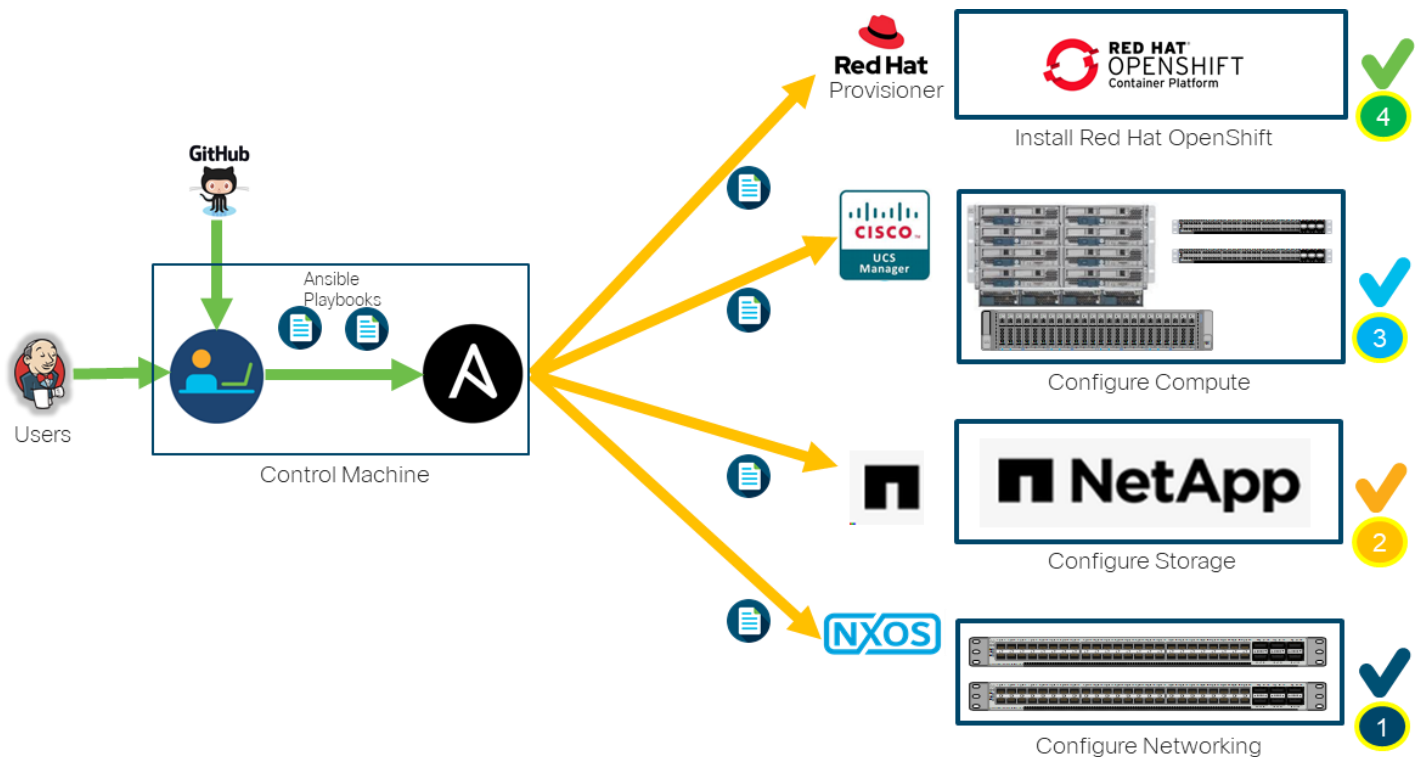 GitHub
Users
Ansible
Playbooks
Control Machine
Red Hat
Provisioner
RED HAT®
OPENSHIFT
Container Platform
4
Install Red Hat OpenShift
CISCO™
UCS
Manager
3
Configure Compute
NetApp
2
Configure Storage
NXOS
1
Configure Networking